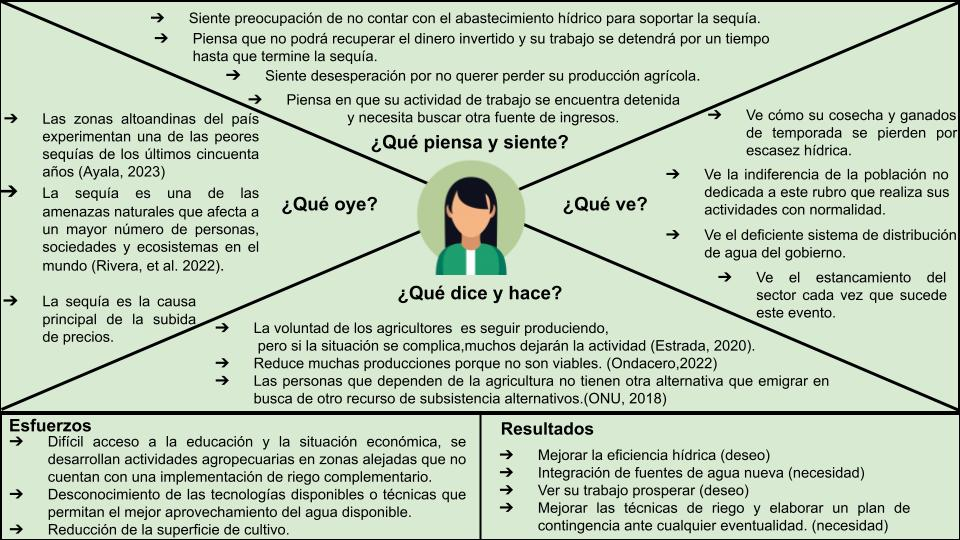 Siente preocupación de no contar con el abastecimiento hídrico para soportar la sequía.
Piensa que no podrá recuperar el dinero invertido y su trabajo se detendrá por un tiempo
hasta que termine la sequía.
Siente desesperación por no querer perder su producción agrícola.
Piensa en que su actividad de trabajo se encuentra detenida
y necesita buscar otra fuente de ingresos.
¿Qué piensa y siente?
Las zonas altoandinas del país
experimentan una de las peores
sequías de los últimos cincuenta
años (Ayala, 2023)
La sequía es una de las
amenazas naturales que afecta a
un mayor número de personas,
sociedades y ecosistemas en el
mundo (Rivera, et al. 2022).
La sequía es la causa
principal de la subida
de precios.
¿Qué oye?
¿Qué ve?
Ve cómo su cosecha y ganados
de temporada se pierden por
escasez hídrica.
Ve la indiferencia de la población no
dedicada a este rubro que realiza sus
actividades con normalidad.
Ve el deficiente sistema de distribución
de agua del gobierno.
Ve el estancamiento del
sector cada vez que sucede
este evento.
¿Qué dice y hace?
La voluntad de los agricultores es seguir produciendo,
pero si la situación se complica,muchos dejarán la actividad (Estrada, 2020).
Reduce muchas producciones porque no son viables. (Ondacero,2022)
Las personas que dependen de la agricultura no tienen otra alternativa que emigrar en
busca de otro recurso de subsistencia alternativos.(ONU, 2018)
Esfuerzos
Difícil acceso a la educación y la situación económica, se
desarrollan actividades agropecuarias en zonas alejadas que no
cuentan con una implementación de riego complementario.
Desconocimiento de las tecnologías disponibles o técnicas que
permitan el mejor aprovechamiento del agua disponible.
Reducción de la superficie de cultivo.
Resultados
Mejorar la eficiencia hídrica (deseo)
Integración de fuentes de agua nueva (necesidad)
Ver su trabajo prosperar (deseo)
Mejorar las técnicas de riego y elaborar un plan de
contingencia ante cualquier eventualidad. (necesidad)